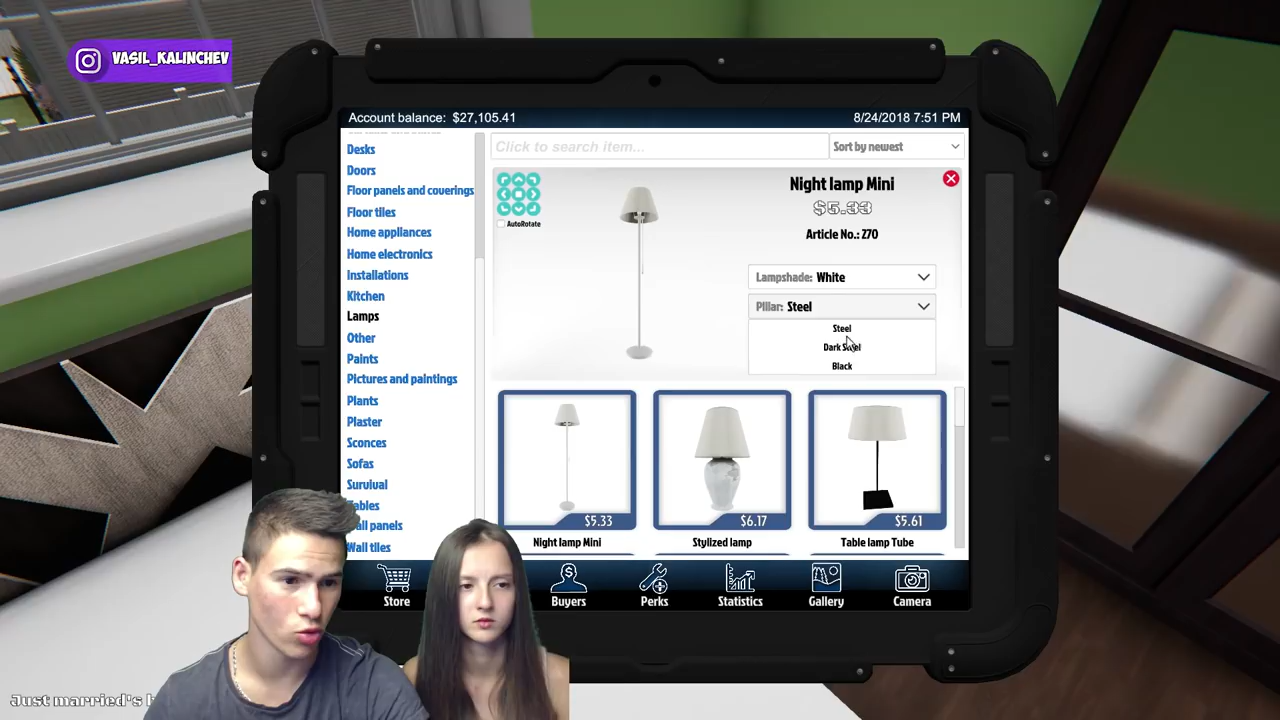 VASIL_KALINCHEV
Account balance: $27,105.41
8/24/2018 7:51 PM
Click to search item...
Sort by newest
Desks
Doors
Floor panels and coverings
Floor tiles
Home appliances
Home electronics
Installations
Kitchen
Lamps
Other
Paints
Pictures and paintings
Plants
Plaster
Sconces
Sofas
Survival
Wall tiles
AutoRotate
Night lamp Mini
$5.33
Article No.: Z70
Lampshade: White
Pillar: Steel
Steel
Dark Steel
Black
$5.33
$6.17
$5.61
Night lamp Mini
Stylized lamp
Table lamp Tube
Store
Buyers
Perks
Statistics
Gallery
Camera
Just married's